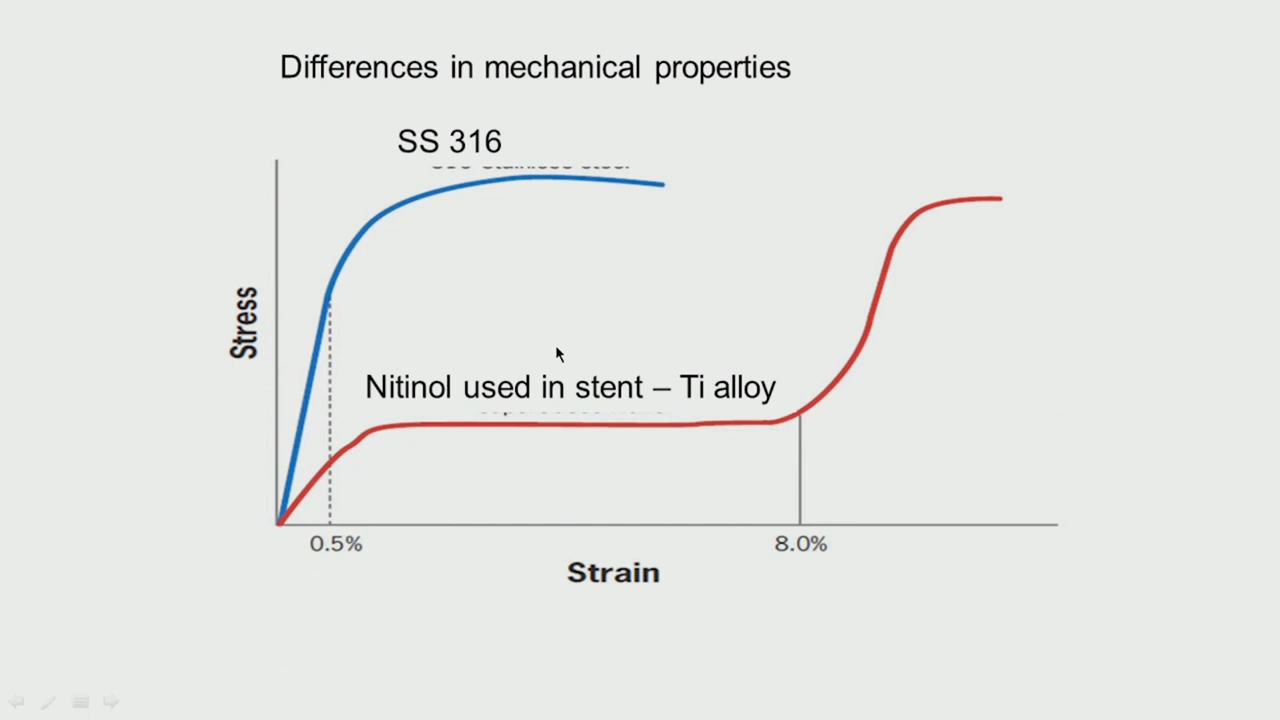 Differences in mechanical properties
SS 316
Stress
Nitinol used in stent – Ti alloy
0.5%
8.0%
Strain